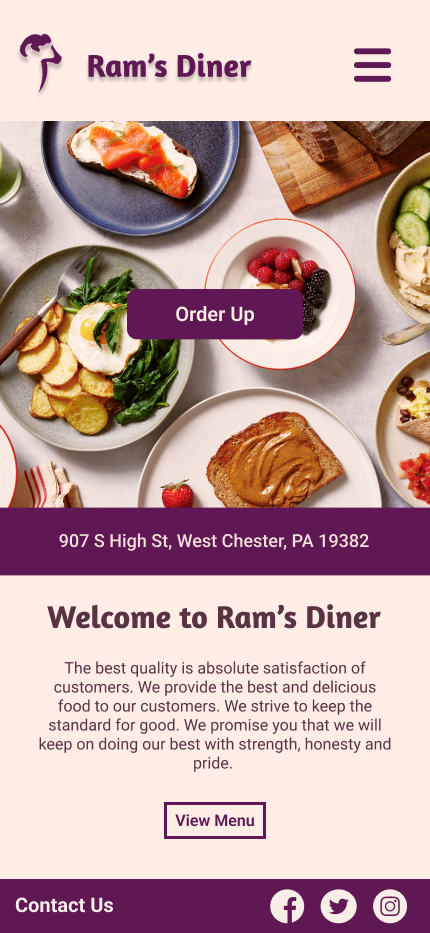 Ram’s Diner
Order Up
907 S High St, West Chester, PA 19382
Welcome to Ram’s Diner
The best quality is absolute satisfaction of
customers. We provide the best and delicious
food to our customers. We strive to keep the
standard for good. We promise you that we will
keep on doing our best with strength, honesty and
pride.
View Menu
Contact Us